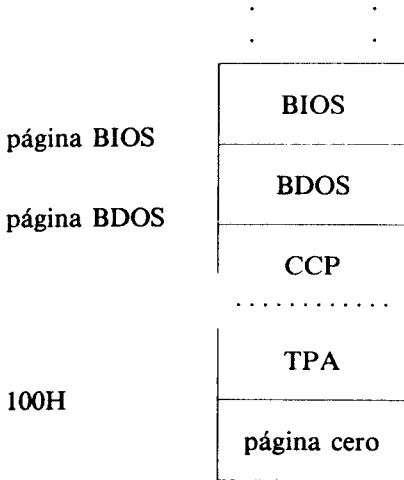 BIOS
página BIOS
BDOS
página BDOS
CCP
TPA
100H
página cero